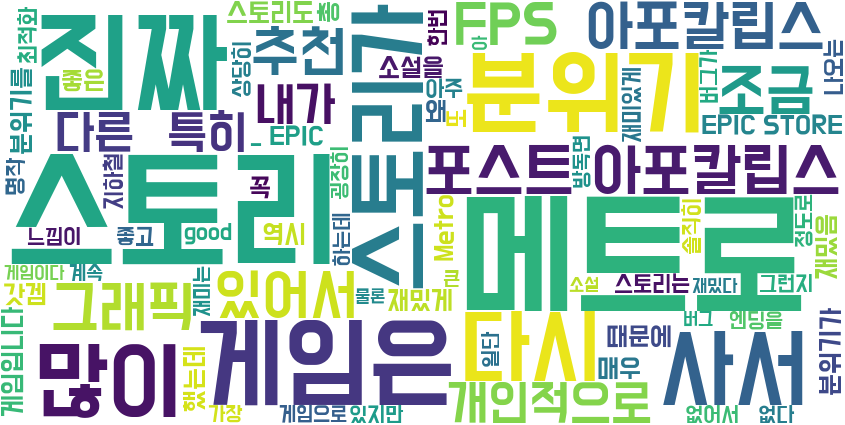 진짜
스토리도
총
한번
FPS
아
아포칼립스
최적화
좋은
상당히
추천
소설을
아주
왜
또
분위기
재미있게
버그가
조금
나오는
분위기를
내가
다른
특히
_ EPIC
스토리가
EPIC STORE
명작
지하철
꼭
굉장히
포스트
방독면
아포칼립스
스토리
느낌이
좋고
good
역시
하는데
Metro
메트로
솔직히
정도로
재밌음
게임이다
계속
재미는
물론
큰
소설
스토리는
재밌다
그런지
갓겜
그래픽
있어서
재밌게
버그
엔딩을
게임입니다
많이
했는데
게임은
다시
일단
때문에
매우
사서
분위기가
가장
게임으로
있지만
개인적으로
없어서
없다